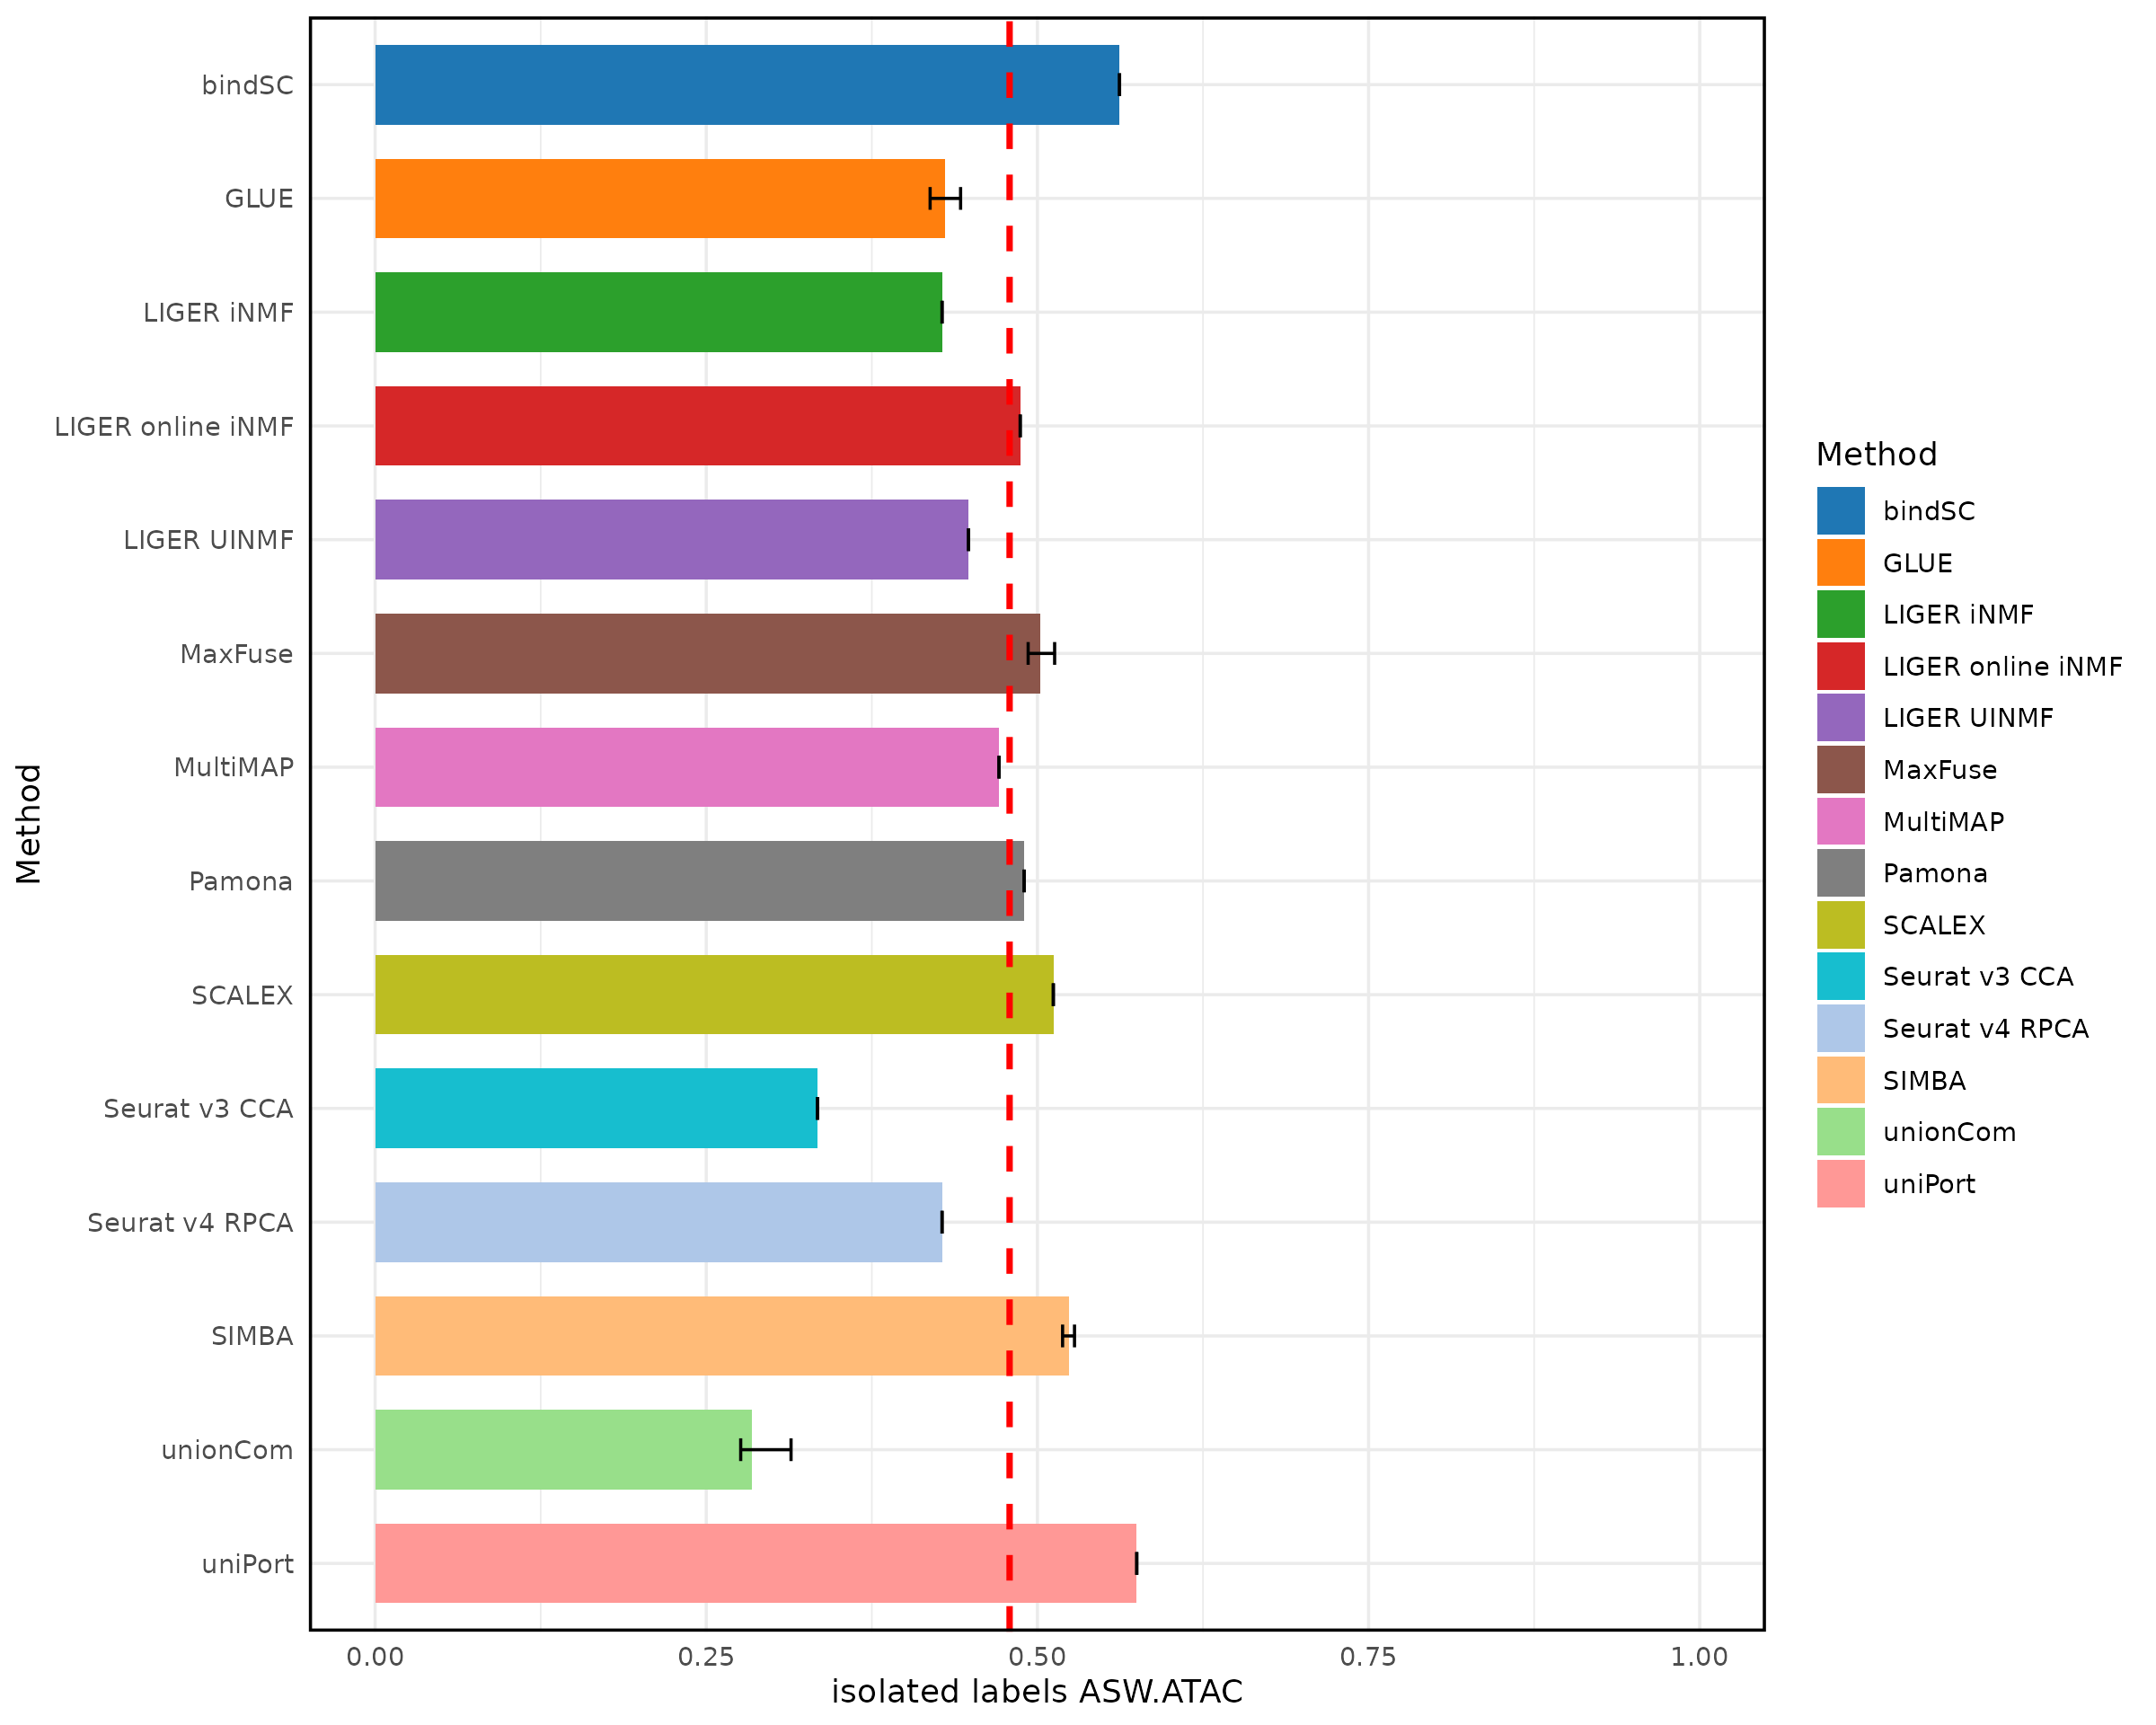 bindSC
GLUE
LIGER iNMF
LIGER online iNMF
LIGER UINMF
MaxFuse
MultiMAP
Pamona
SCALEX
Seurat v3 CCA
Seurat v4 RPCA
SIMBA
unionCom
uniPort
Method
0.00 0.25 0.50 0.75 1.00
isolated labels ASW.ATAC
Method
bindSC
GLUE
LIGER iNMF
LIGER online iNMF
LIGER UINMF
MaxFuse
MultiMAP
Pamona
SCALEX
Seurat v3 CCA
Seurat v4 RPCA
SIMBA
unionCom
uniPort